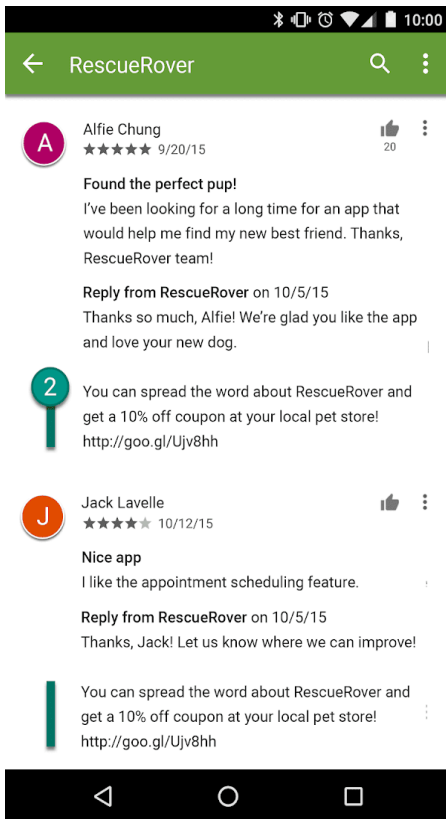 10:00
RescueRover
A
Alfie Chung
★★★★★ 9/20/15
20
Found the perfect pup!
I’ve been looking for a long time for an app that
would help me find my new best friend. Thanks,
RescueRover team!
Reply from RescueRover on 10/5/15
Thanks so much, Alfie! We’re glad you like the app
and love your new dog.
2
You can spread the word about RescueRover and
get a 10% off coupon at your local pet store!
http://goo.gl/Ujv8hh
J
Jack Lavelle
★★★★★ 10/12/15
Nice app
I like the appointment scheduling feature.
Reply from RescueRover on 10/5/15
Thanks, Jack! Let us know where we can improve!
You can spread the word about RescueRover and
get a 10% off coupon at your local pet store!
http://goo.gl/Ujv8hh